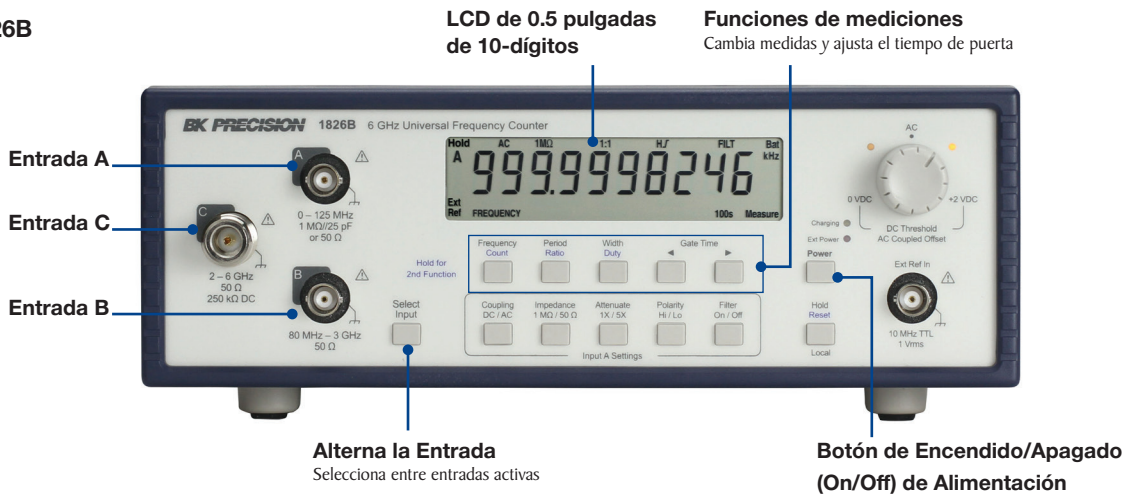 26B
LCD de 0.5 pulgadas
de 10-dígitos
Funciones de mediciones
Cambia medidas y ajusta el tiempo de puerta
Entrada A
Entrada C
Entrada B
BK PRECISION 1826B 6 GHz Universal Frequency Counter
A
0 – 125 MHz
1 MΩ//25 pF
or 50 Ω
C
2 – 6 GHz
50 Ω
250 kΩ DC
B
80 MHz – 3 GHz
50 Ω
Hold AC 1MΩ 1:1 H⎍ FILT Bat
A 999.9998246 kHz
Ext
Ref FREQUENCY 100s Measure
Hold for
2nd Function
Frequency
Count
Period
Ratio
Width
Duty
Gate Time
◄ ►
Select
Input
Coupling
DC / AC
Impedance
1 MΩ / 50 Ω
Attenuate
1X / 5X
Polarity
Hi / Lo
Filter
On / Off
Input A Settings
AC
0 VDC +2 VDC
DC Threshold
AC Coupled Offset
Charging
Ext Power
Power
Hold
Reset
Local
Ext Ref In
10 MHz TTL
1 Vrms
Alterna la Entrada
Selecciona entre entradas activas
Botón de Encendido/Apagado
(On/Off) de Alimentación